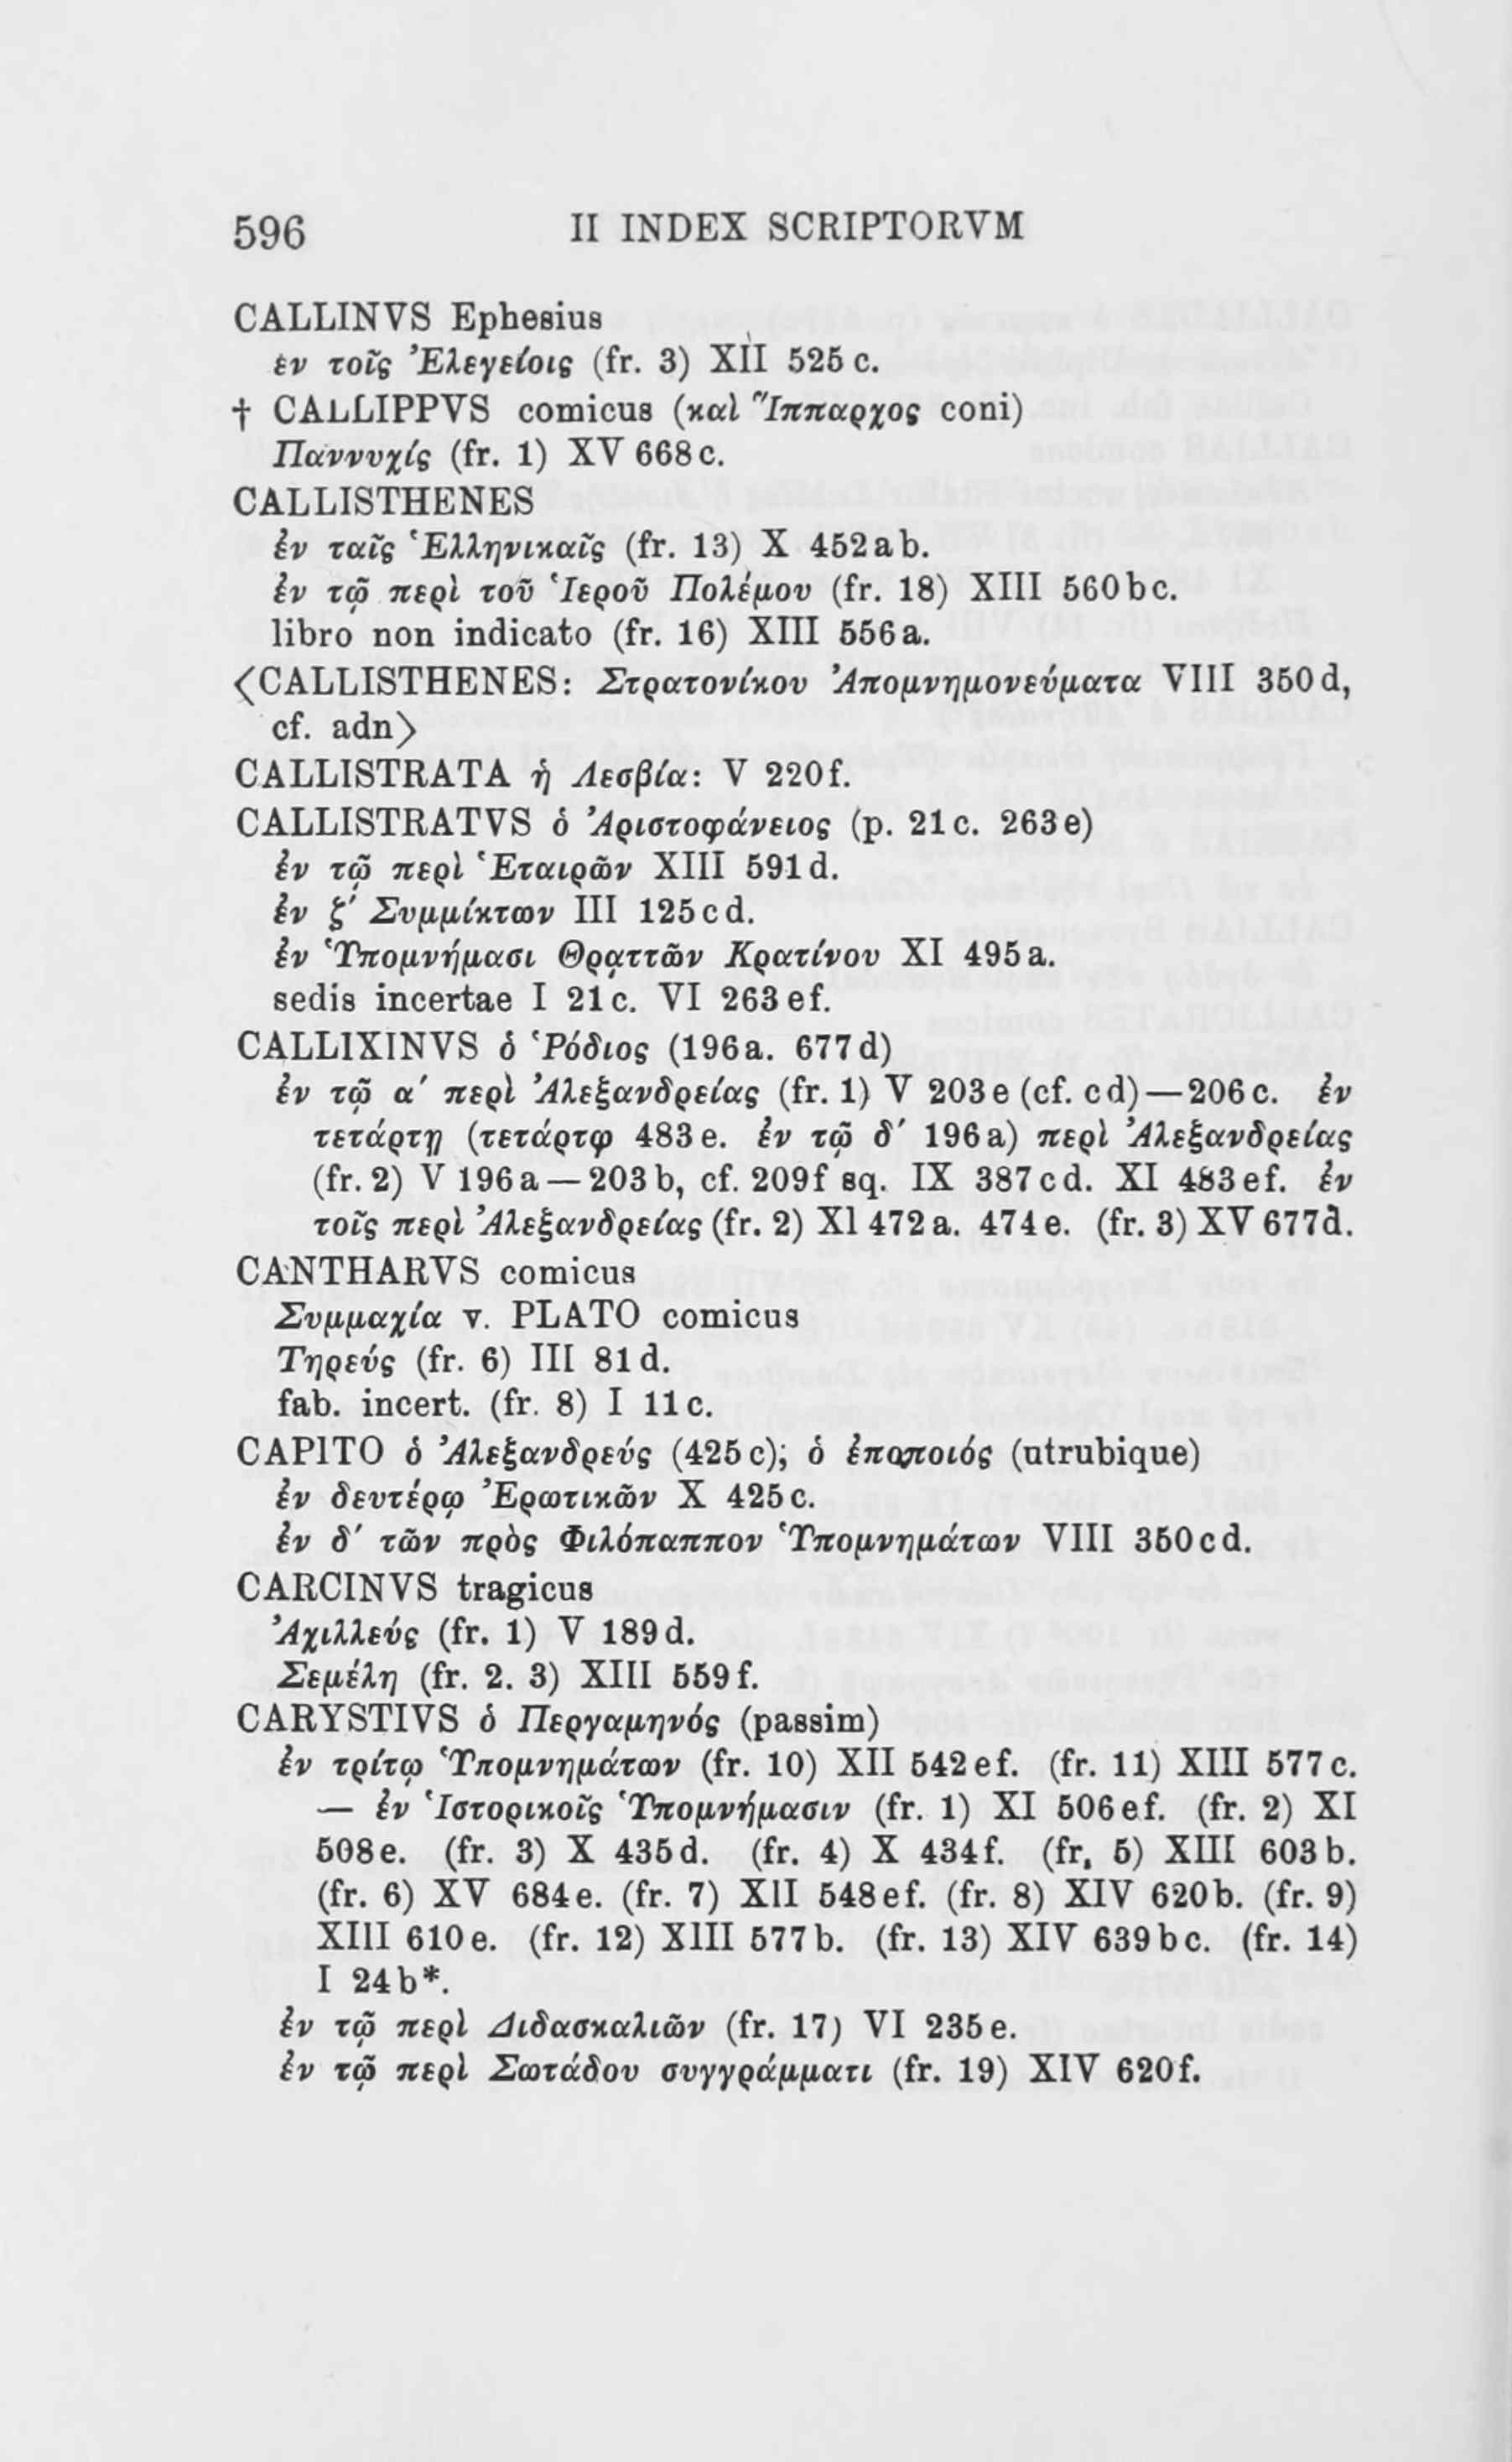 596 II INDEX SCRIPTORVM
CALLINVS Ephesius
ἐν τοῖς Ἐλεγείοις (fr. 3) XII 525 c.
† CALLIPPVS comicus (καὶ Ἵππαρχος coni)
Παννυχίς (fr. 1) XV 668 c.
CALLISTHENES
ἐν ταῖς Ἑλληνικαῖς (fr. 13) X 452 a b.
ἐν τῷ περὶ τοῦ Ἱεροῦ Πολέμου (fr. 18) XIII 560 b c.
libro non indicato (fr. 16) XIII 556 a.
⟨CALLISTHENES: Στρατονίκου Ἀπομνημονεύματα VIII 350 d,
cf. adn⟩
CALLISTRATA ἡ Λεσβία: V 220 f.
CALLISTRATVS ὁ Ἀριστοφάνειος (p. 21 c. 263 e)
ἐν τῷ περὶ Ἑταιρῶν XIII 591 d.
ἐν ζ′ Συμμίκτων III 125 c d.
ἐν Ὑπομνήμασι Θρᾳττῶν Κρατίνου XI 495 a.
sedis incertae I 21 c. VI 263 e f.
CALLIXINVS ὁ Ῥόδιος (196 a. 677 d)
ἐν τῷ α′ περὶ Ἀλεξανδρείας (fr. 1) V 203 e (cf. c d)—206 c. ἐν
τετάρτῃ (τετάρτῳ 483 e. ἐν τῷ δ′ 196 a) περὶ Ἀλεξανδρείας
(fr. 2) V 196 a — 203 b, cf. 209 f sq. IX 387 c d. XI 483 e f. ἐν
τοῖς περὶ Ἀλεξανδρείας (fr. 2) XI 472 a. 474 e. (fr. 3) XV 677 d.
CANTHARVS comicus
Συμμαχία v. PLATO comicus
Τηρεύς (fr. 6) III 81 d.
fab. incert. (fr. 8) I 11 c.
CAPITO ὁ Ἀλεξανδρεύς (425 c); ὁ ἐποποιός (utrubique)
ἐν δευτέρῳ Ἐρωτικῶν X 425 c.
ἐν δ′ τῶν πρὸς Φιλόπαππον Ὑπομνημάτων VIII 350 c d.
CARCINVS tragicus
Ἀχιλλεύς (fr. 1) V 189 d.
Σεμέλη (fr. 2. 3) XIII 559 f.
CARYSTIVS ὁ Περγαμηνός (passim)
ἐν τρίτῳ Ὑπομνημάτων (fr. 10) XII 542 e f. (fr. 11) XIII 577 c.
— ἐν Ἱστορικοῖς Ὑπομνήμασιν (fr. 1) XI 506 e f. (fr. 2) XI
508 e. (fr. 3) X 435 d. (fr. 4) X 434 f. (fr. 5) XIII 603 b.
(fr. 6) XV 684 e. (fr. 7) XII 548 e f. (fr. 8) XIV 620 b. (fr. 9)
XIII 610 e. (fr. 12) XIII 577 b. (fr. 13) XIV 639 b c. (fr. 14)
I 24 b*.
ἐν τῷ περὶ Διδασκαλιῶν (fr. 17) VI 235 e.
ἐν τῷ περὶ Σωτάδου συγγράμματι (fr. 19) XIV 620 f.